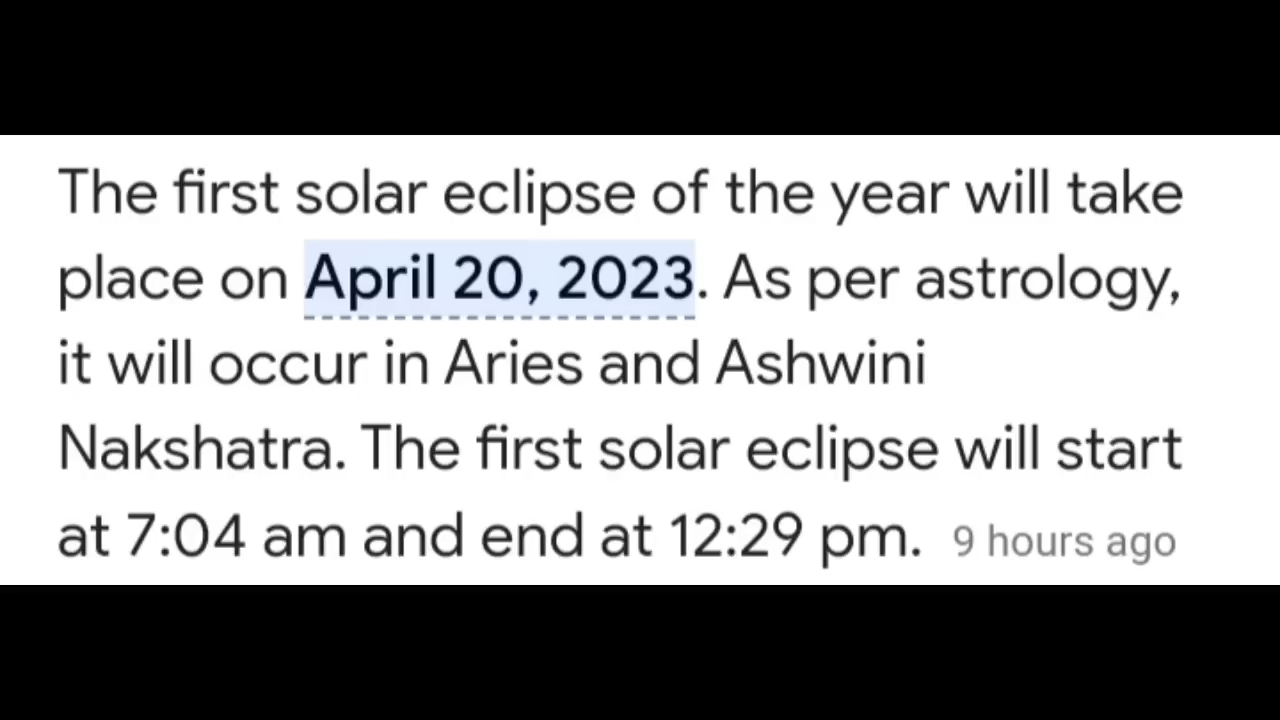 The first solar eclipse of the year will take
place on April 20, 2023. As per astrology,
it will occur in Aries and Ashwini
Nakshatra. The first solar eclipse will start
at 7:04 am and end at 12:29 pm. 9 hours ago